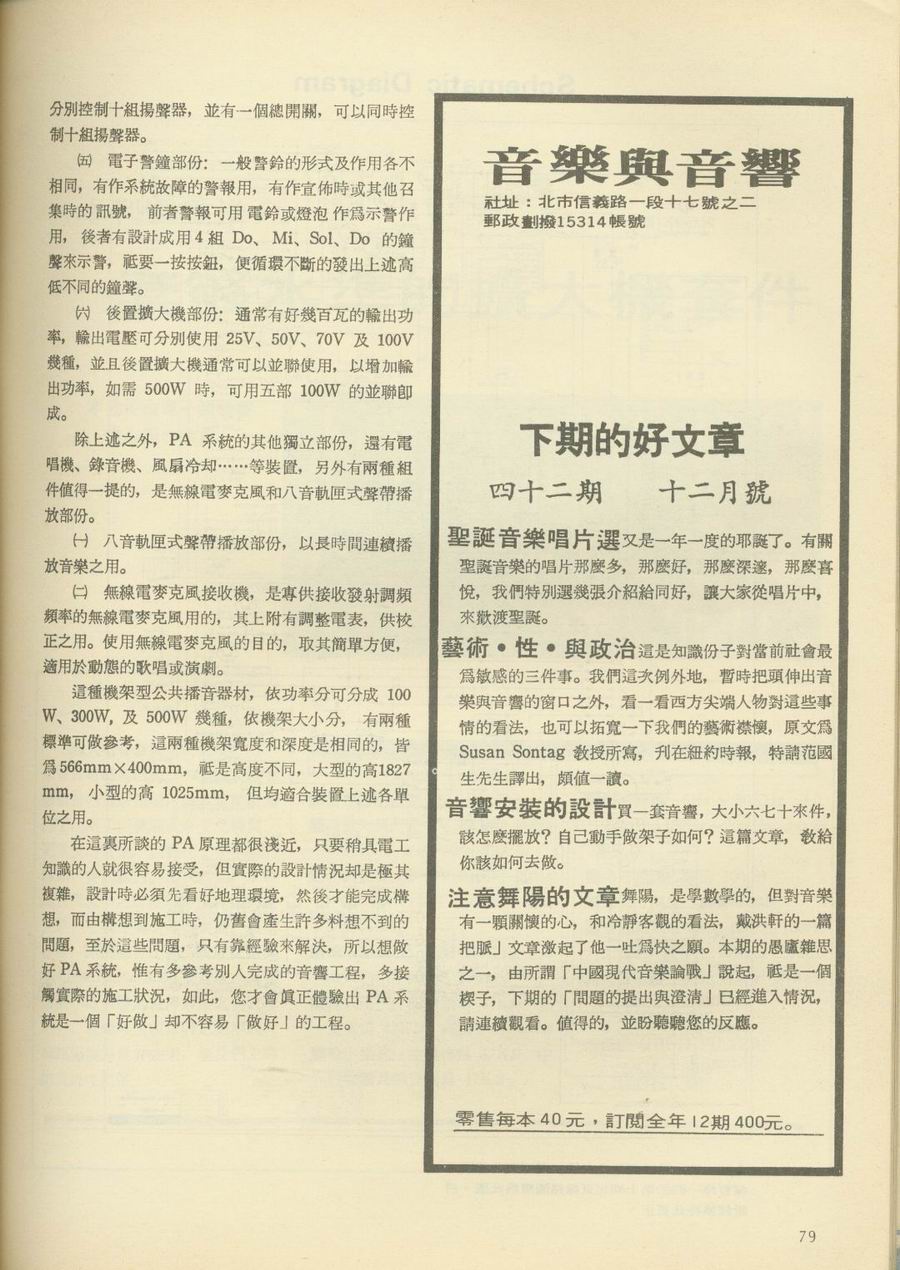 分別控制十組揚聲器，並有一個總開關，可以同時控
制十組揚聲器。
㈤　電子警鐘部份：一般警鈴的形式及作用各不
相同，有作系統故障的警報用，有作宣佈時或其他召
集時的訊號，前者警報可用電鈴或燈泡作爲示警作
用，後者有設計成用4組 Do、Mi、Sol、Do 的鐘
聲來示警，祗要一按按鈕，便循環不斷的發出上述高
低不同的鐘聲。
㈥　後置擴大機部份：通常有好幾百瓦的輸出功
率，輸出電壓可分別使用 25V、50V、70V 及 100V
幾種，並且後置擴大機通常可以並聯使用，以增加輸
出功率，如需 500W 時，可用五部 100W 的並聯卽
成。
除上述之外，PA 系統的其他獨立部份，還有電
唱機、錄音機、風扇冷却……等裝置，另外有兩種組
件值得一提的，是無線電麥克風和八音軌匣式聲帶播
放部份。
㈠　八音軌匣式聲帶播放部份，以長時間連續播
放音樂之用。
㈡　無線電麥克風接收機，是專供接收發射調頻
頻率的無線電麥克風用的，其上附有調整電表，供校
正之用。使用無線電麥克風的目的，取其簡單方便，
適用於動態的歌唱或演劇。
這種機架型公共播音器材，依功率分可分成 100
W、300W, 及 500W 幾種，依機架大小分，有兩種
標準可做參考，這兩種機架寬度和深度是相同的，皆
爲566mm×400mm，祗是高度不同，大型的高1827
mm，小型的高 1025mm，但均適合裝置上述各單
位之用。
在這裏所談的 PA 原理都很淺近，只要稍具電工
知識的人就很容易接受，但實際的設計情況却是極其
複雜，設計時必須先看好地理環境，然後才能完成構
想，而由構想到施工時，仍舊會產生許多料想不到的
問題，至於這些問題，只有靠經驗來解決，所以想做
好 PA 系統，惟有多參考別人完成的音響工程，多接
觸實際的施工狀況，如此，您才會眞正體驗出 PA 系
統是一個「好做」却不容易「做好」的工程。
音樂與音響
社址：北市信義路一段十七號之二
郵政劃撥15314帳號
下期的好文章
四十二期　　十二月號
聖誕音樂唱片選又是一年一度的耶誕了。有關
聖誕音樂的唱片那麽多，那麽好，那麽深邃，那麽喜
悅，我們特別選幾張介紹給同好，讓大家從唱片中，
來歡渡聖誕。
藝術・性・與政治這是知識份子對當前社會最
爲敏感的三件事。我們這次例外地，暫時把頭伸出音
樂與音響的窗口之外，看一看西方尖端人物對這些事
情的看法，也可以拓寬一下我們的藝術襟懷，原文爲
Susan Sontag 敎授所寫，刋在紐約時報，特請范國
生先生譯出，頗值一讀。
音響安裝的設計買一套音響，大小六七十來件，
該怎麽擺放？自己動手做架子如何？這篇文章，敎給
你該如何去做。
注意舞陽的文章舞陽，是學數學的，但對音樂
有一顆關懷的心，和冷靜客觀的看法，戴洪軒的一篇
把脈」文章激起了他一吐爲快之願。本期的愚廬雜思
之一，由所謂「中國現代音樂論戰」說起，祗是一個
楔子，下期的「問題的提出與澄清」已經進入情況，
請連續觀看。值得的，並盼聽聽您的反應。
零售每本40元，訂閱全年12期400元。
79